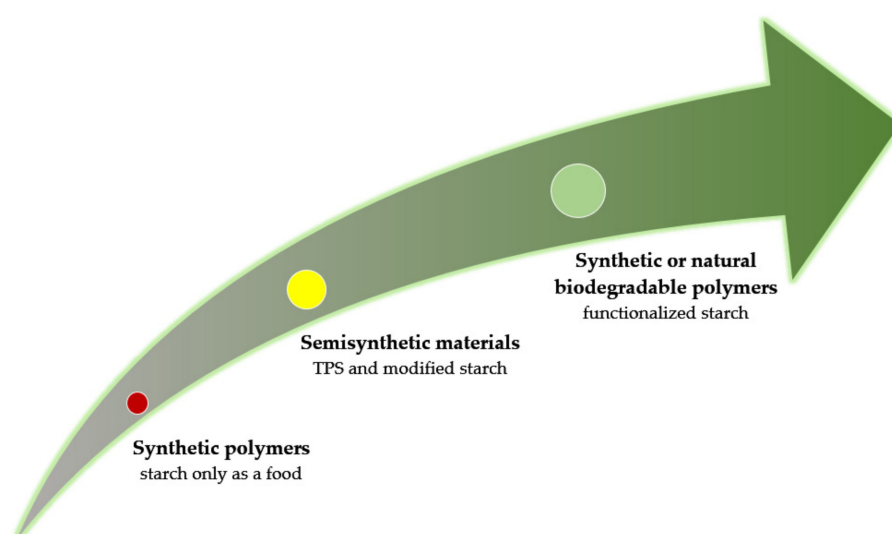 Synthetic or natural
biodegradable polymers
functionalized starch
Semisynthetic materials
TPS and modified starch
Synthetic polymers
starch only as a food